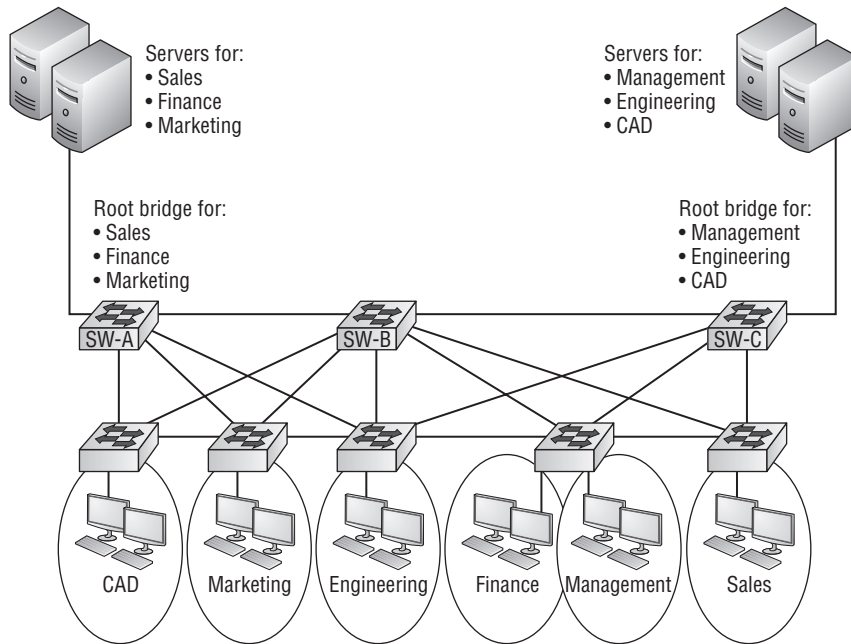 Servers for:
• Sales
• Finance
• Marketing
Servers for:
• Management
• Engineering
• CAD
Root bridge for:
• Sales
• Finance
• Marketing
Root bridge for:
• Management
• Engineering
• CAD
SW-A
SW-B
SW-C
CAD
Marketing
Engineering
Finance
Management
Sales